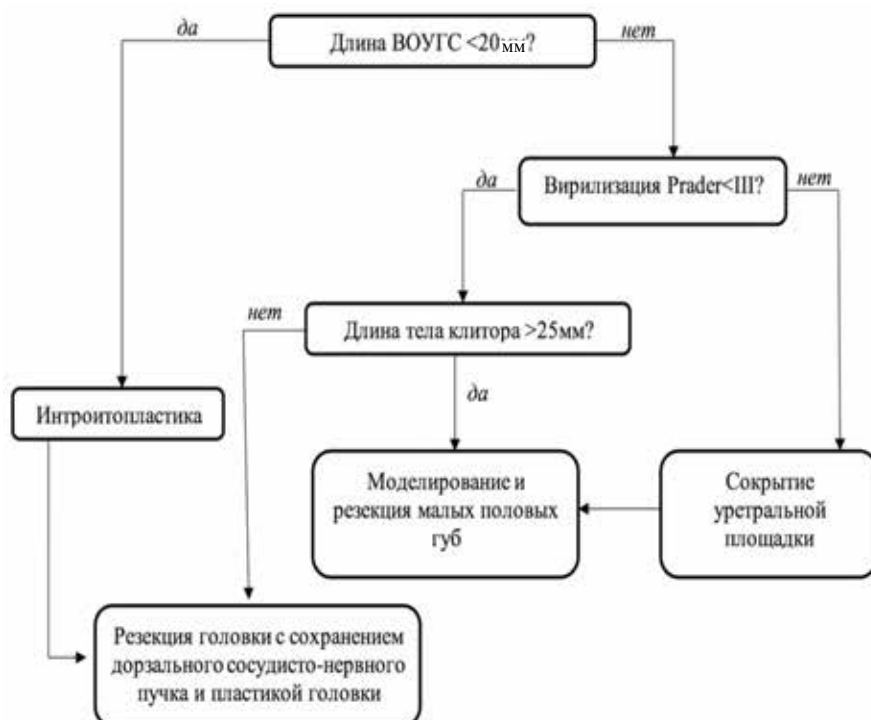 да
Длина ВОУГС <20мм?
нет
да
Вирилизация Prader<III?
нет
нет
Длина тела клитора >25мм?
да
Интроитопластика
Моделирование и
резекция малых половых
губ
Сокрытие
уретральной
площадки
Резекция головки с сохранением
дорзального сосудисто-нервного
пучка и пластикой головки